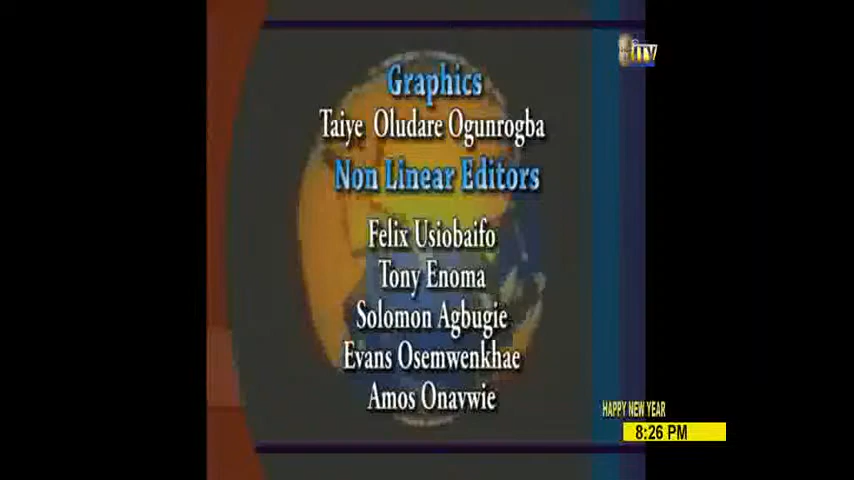 ITV
Graphics
Taiye Oludare Ogunrogba
Non Linear Editors
Felix Usiobaifo
Tony Enoma
Solomon Agbugie
Evans Osemwenkhae
Amos Onavwie
HAPPY NEW YEAR
8:26 PM